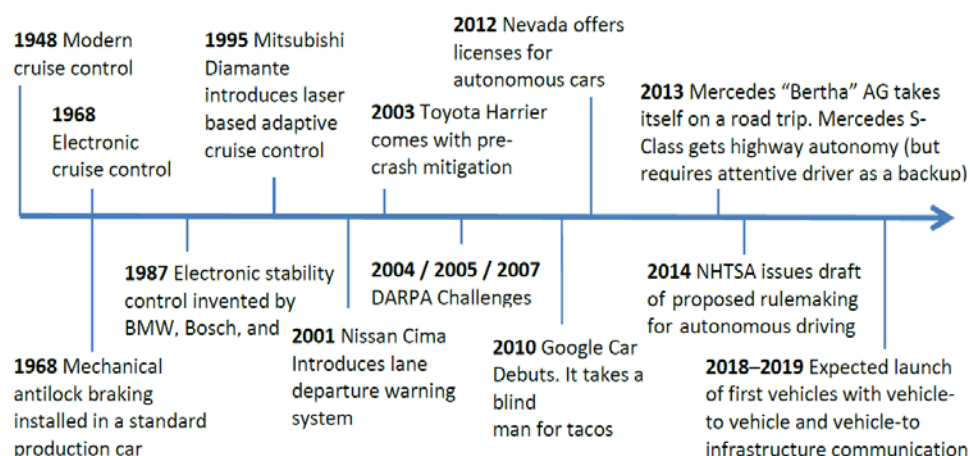 1948 Modern
cruise control
1968
Electronic
cruise control
1995 Mitsubishi
Diamante
introduces laser
based adaptive
cruise control
2003 Toyota Harrier
comes with pre-
crash mitigation
2012 Nevada offers
licenses for
autonomous cars
2013 Mercedes “Bertha” AG takes
itself on a road trip. Mercedes S-
Class gets highway autonomy (but
requires attentive driver as a backup)
1968 Mechanical
antilock braking
installed in a standard
production car
1987 Electronic stability
control invented by
BMW, Bosch, and
2001 Nissan Cima
Introduces lane
departure warning
system
2004 / 2005 / 2007
DARPA Challenges
2010 Google Car
Debuts. It takes a
blind
man for tacos
2014 NHTSA issues draft
of proposed rulemaking
for autonomous driving
2018–2019 Expected launch
of first vehicles with vehicle-
to vehicle and vehicle-to
infrastructure communication